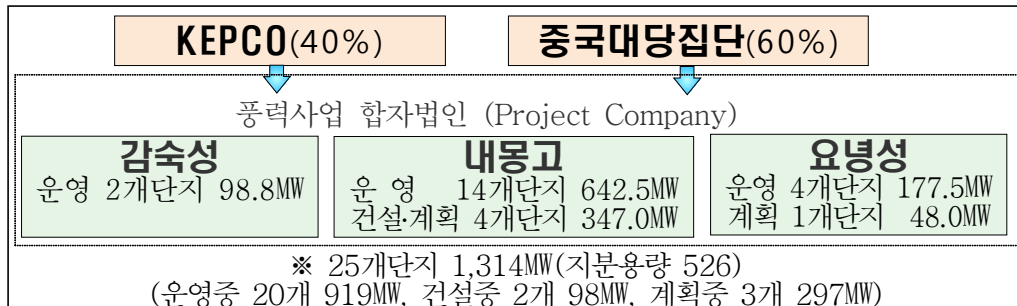 KEPCO(40%)
중국대당집단(60%)
풍력사업 합자법인 (Project Company)
감숙성
운영 2개단지 98.8㎿
내몽고
운 영 14개단지 642.5㎿
건설·계획 4개단지 347.0㎿
요녕성
운영 4개단지 177.5㎿
계획 1개단지 48.0㎿
※ 25개단지 1,314㎿(지분용량 526)
(운영중 20개 919㎿, 건설중 2개 98㎿, 계획중 3개 297㎿)